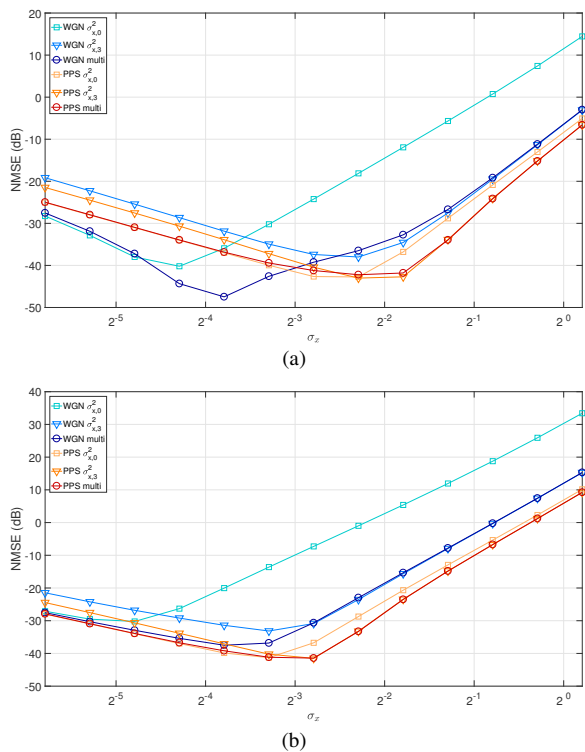 20
10
0
-10
-20
-30
-40
-50
NMSE (dB)
WGN σ²x,0
WGN σ²x,3
WGN multi
PPS σ²x,0
PPS σ²x,3
PPS multi
2^-5 2^-4 2^-3 2^-2 2^-1 2^0
σx
(a)
40
30
20
10
0
-10
-20
-30
-40
-50
NMSE (dB)
WGN σ²x,0
WGN σ²x,3
WGN multi
PPS σ²x,0
PPS σ²x,3
PPS multi
2^-5 2^-4 2^-3 2^-2 2^-1 2^0
σx
(b)